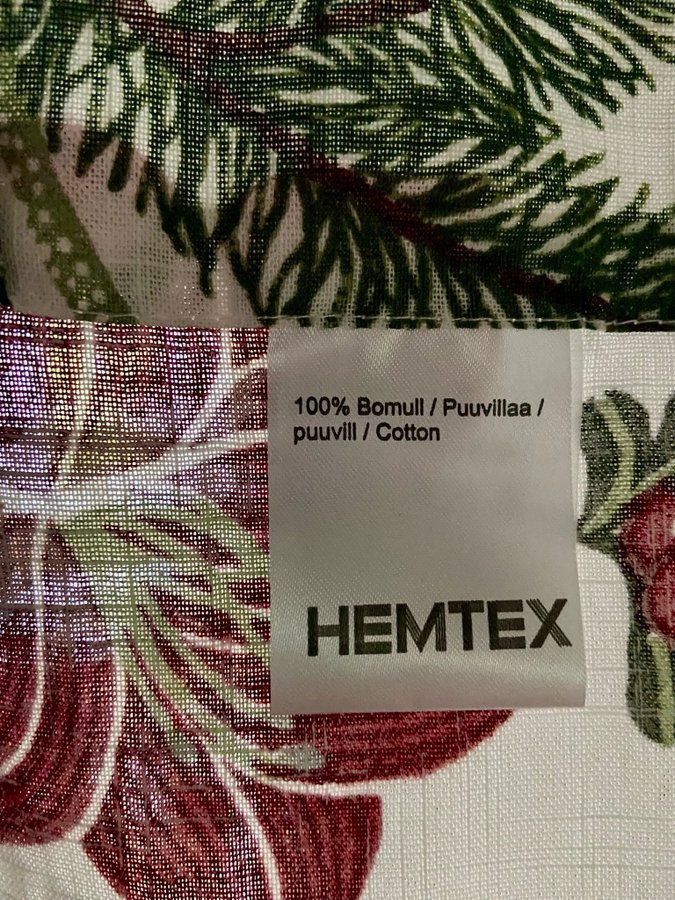 100% Bomull / Puuvillaa /
puuvill / Cotton
HEMTEX